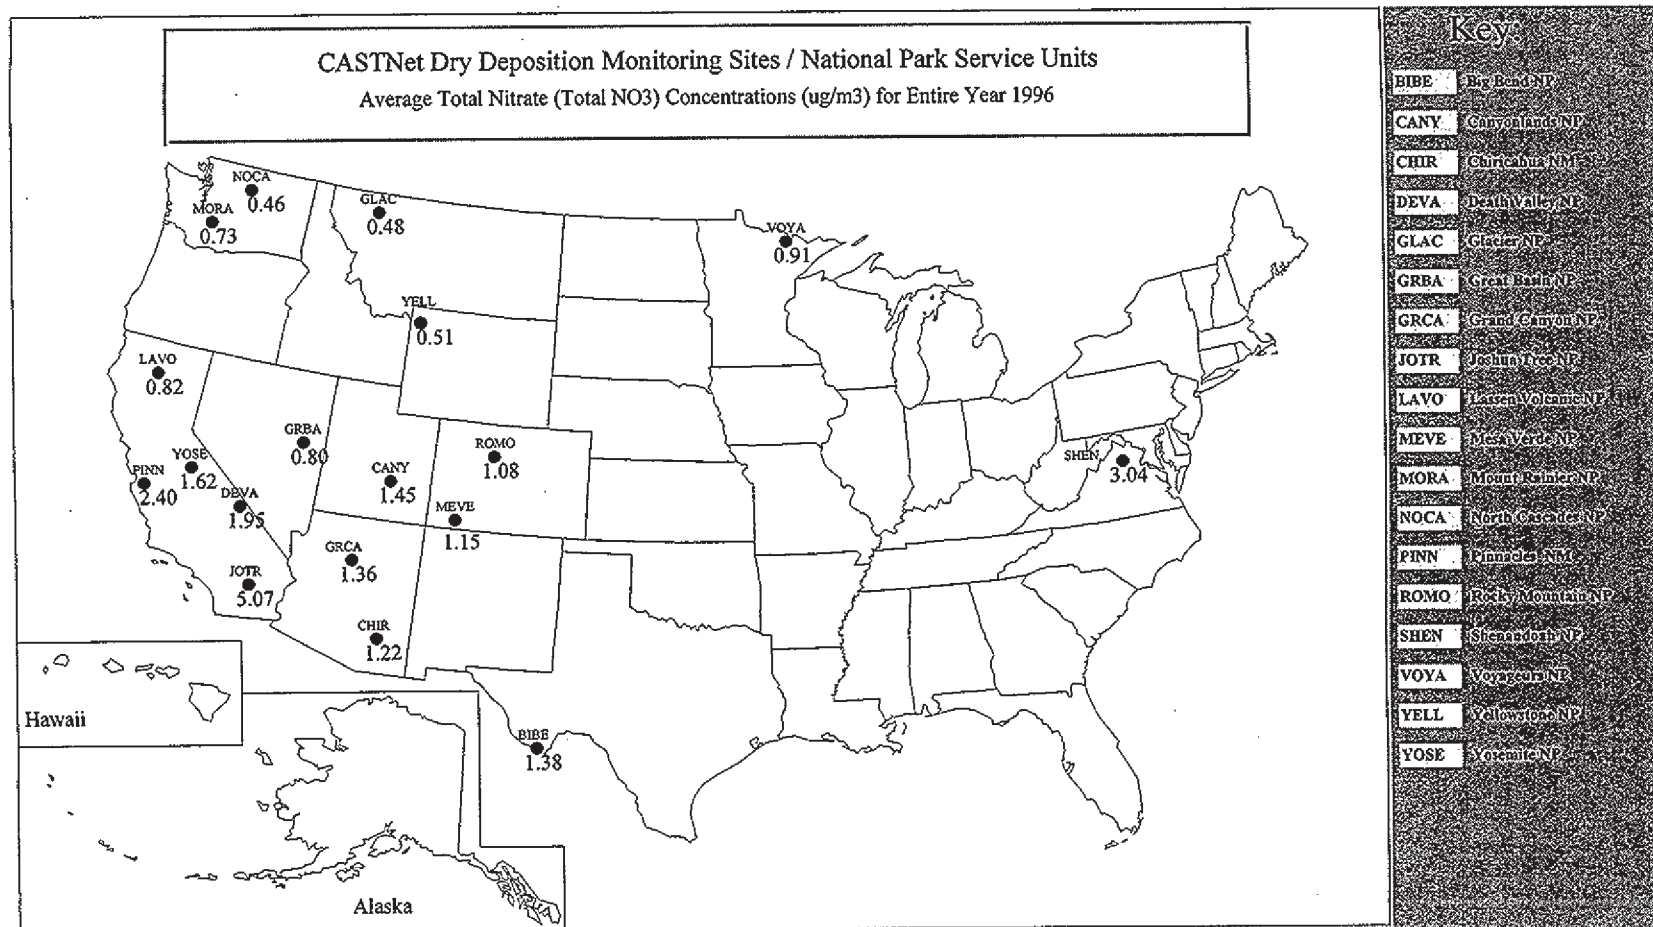 CASTNet Dry Deposition Monitoring Sites / National Park Service Units
Average Total Nitrate (Total NO3) Concentrations (ug/m3) for Entire Year 1996
NOCA
0.46
MORA
0.73
GLAC
0.48
VOYA
0.91
YELL
0.51
LAVO
0.82
GRBA
0.80
ROMO
1.08
YOSE
1.62
CANY
1.45
PINN
2.40
DEVA
1.95
MEVE
1.15
SHEN
3.04
GRCA
1.36
JOTR
5.07
CHIR
1.22
BIBE
1.38
Hawaii
Alaska
Key:
BIBE Big Bend NP
CANY Canyonlands NP
CHIR Chiricahua NM
DEVA Death Valley NP
GLAC Glacier NP
GRBA Great Basin NP
GRCA Grand Canyon NP
JOTR Joshua Tree NP
LAVO Lassen Volcanic NP
MEVE Mesa Verde NP
MORA Mount Rainier NP
NOCA North Cascades NP
PINN Pinnacles NM
ROMO Rocky Mountain NP
SHEN Shenandoah NP
VOYA Voyageurs NP
YELL Yellowstone NP
YOSE Yosemite NP